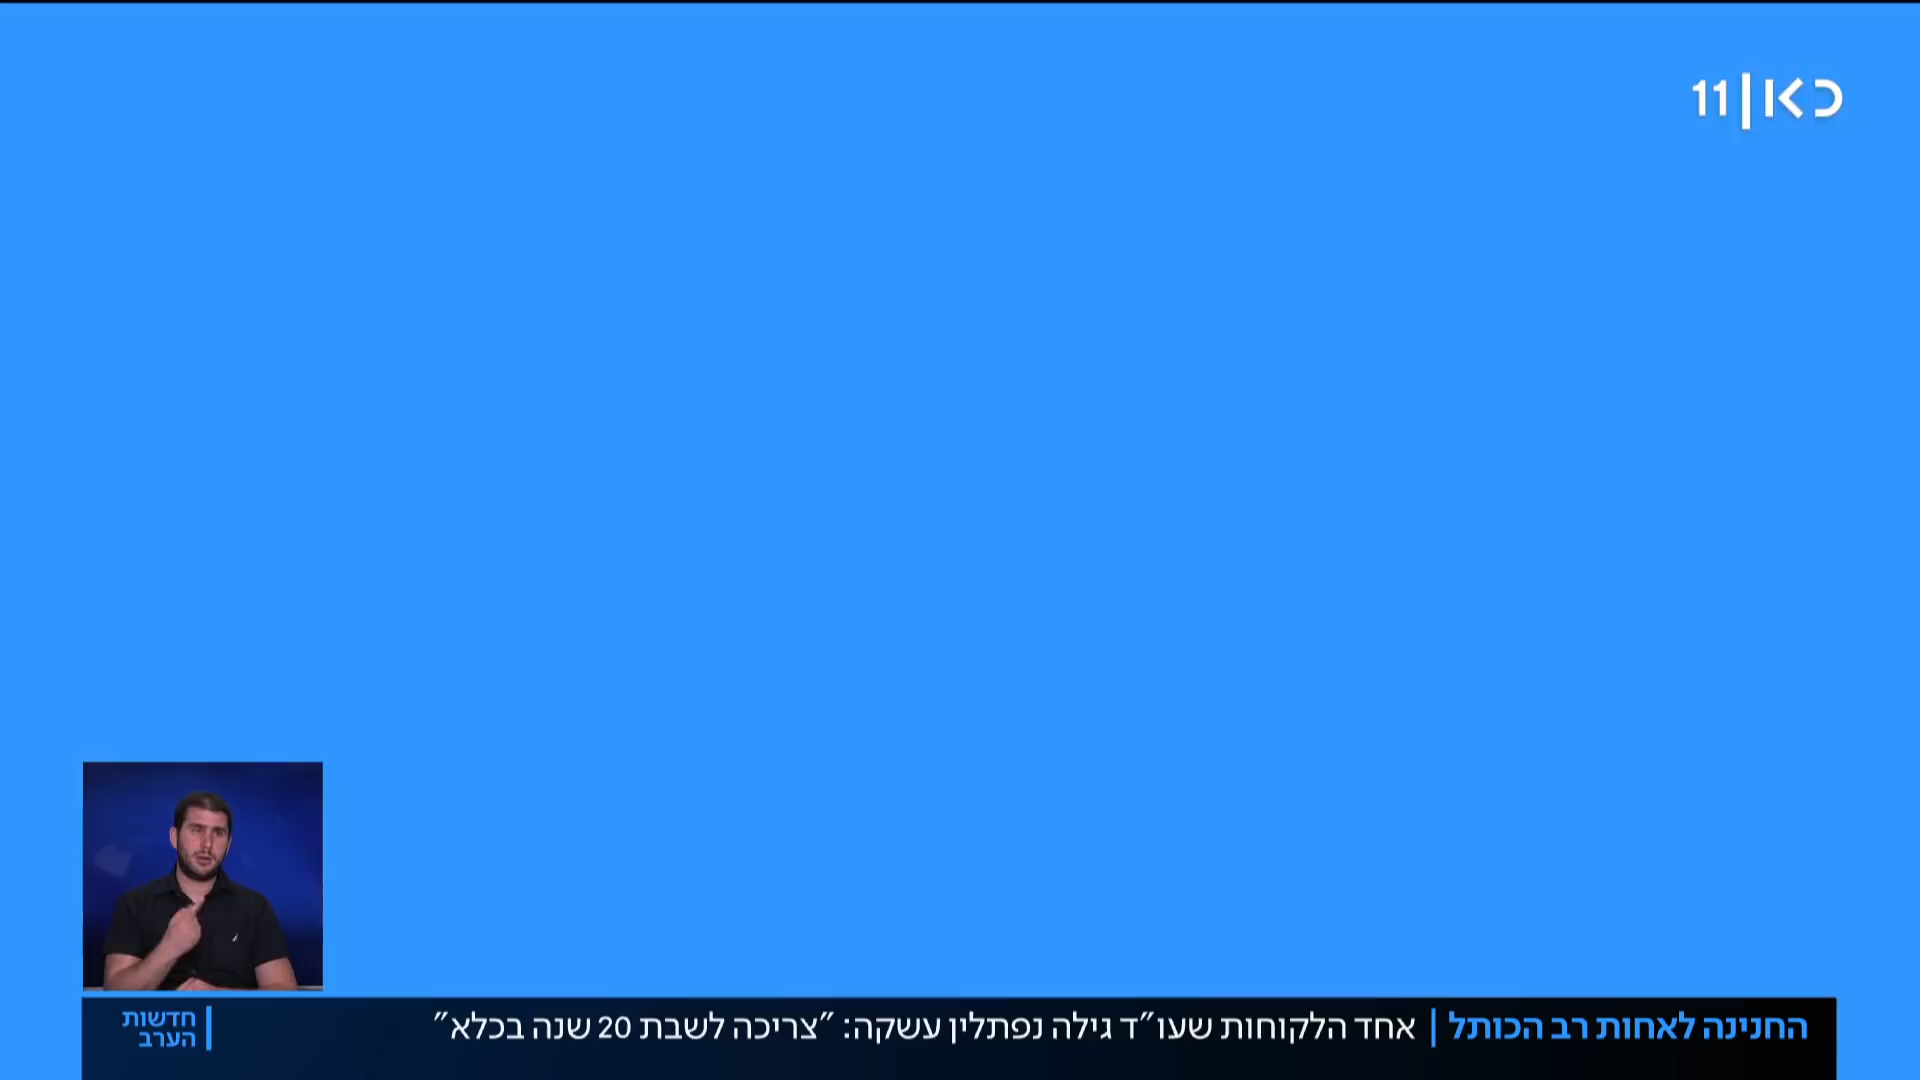 כאן|11
החנינה לאחות רב הכותל | אחד הלקוחות שעו"ד גילה נפתלין עשקה: "צריכה לשבת 20 שנה בכלא"
חדשות
הערב